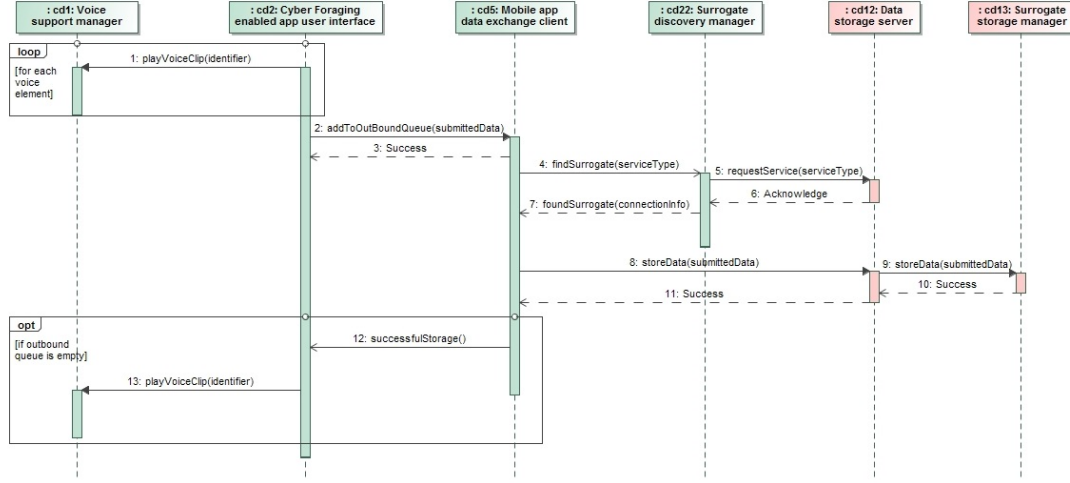 : cd1: Voice
support manager
: cd2: Cyber Foraging
enabled app user interface
: cd5: Mobile app
data exchange client
: cd22: Surrogate
discovery manager
: cd12: Data
storage server
: cd13: Surrogate
storage manager
loop
[for each
voice
element]
1: playVoiceClip(identifier)
2: addToOutBoundQueue(submittedData)
3: Success
4: findSurrogate(serviceType)
5: requestService(serviceType)
6: Acknowledge
7: foundSurrogate(connectionInfo)
8: storeData(submittedData)
9: storeData(submittedData)
10: Success
11: Success
opt
[if outbound
queue is empty]
12: successfulStorage()
13: playVoiceClip(identifier)